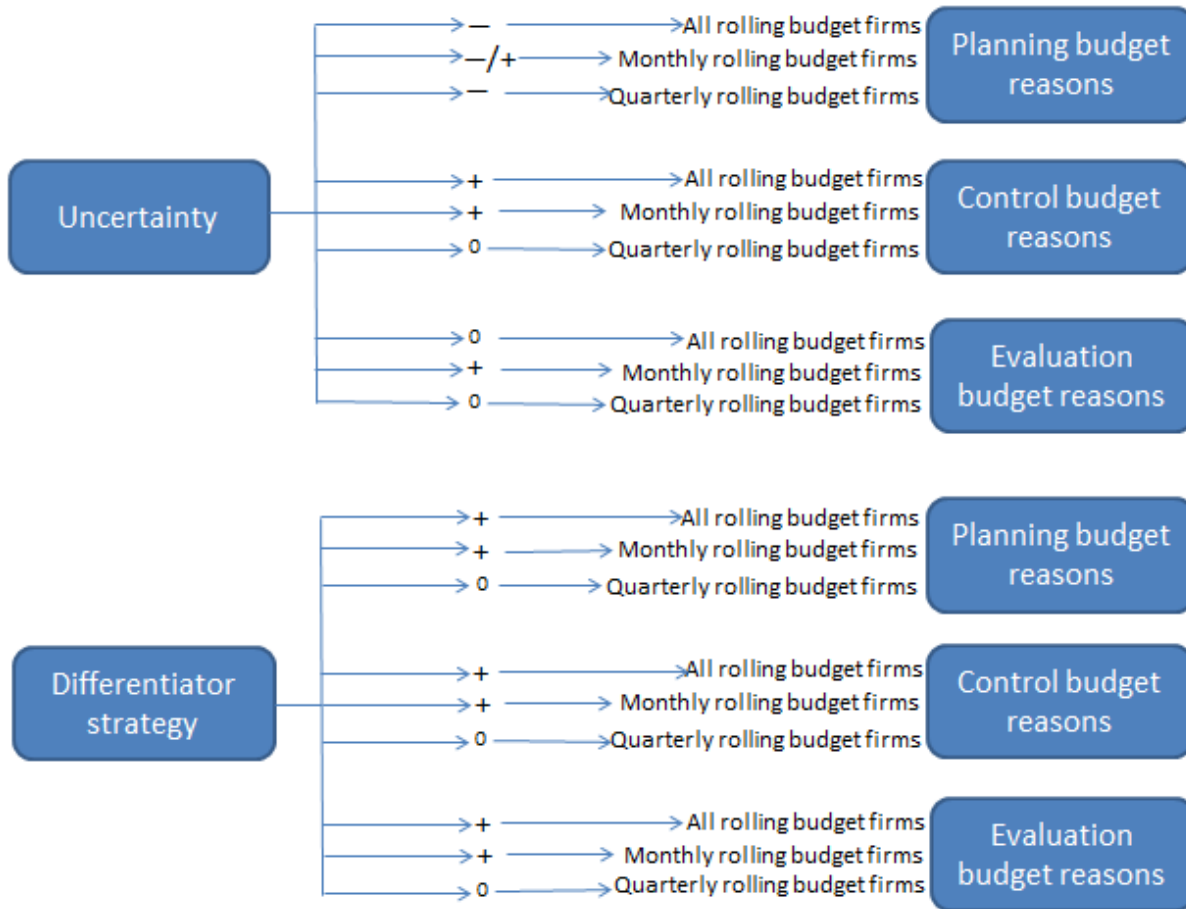 — All rolling budget firms
—/+ Monthly rolling budget firms
— Quarterly rolling budget firms
Planning budget
reasons
Uncertainty
+ All rolling budget firms
+ Monthly rolling budget firms
0 Quarterly rolling budget firms
Control budget
reasons
0 All rolling budget firms
+ Monthly rolling budget firms
0 Quarterly rolling budget firms
Evaluation
budget reasons
+ All rolling budget firms
+ Monthly rolling budget firms
0 Quarterly rolling budget firms
Planning budget
reasons
Differentiator
strategy
+ All rolling budget firms
+ Monthly rolling budget firms
0 Quarterly rolling budget firms
Control budget
reasons
+ All rolling budget firms
+ Monthly rolling budget firms
0 Quarterly rolling budget firms
Evaluation
budget reasons